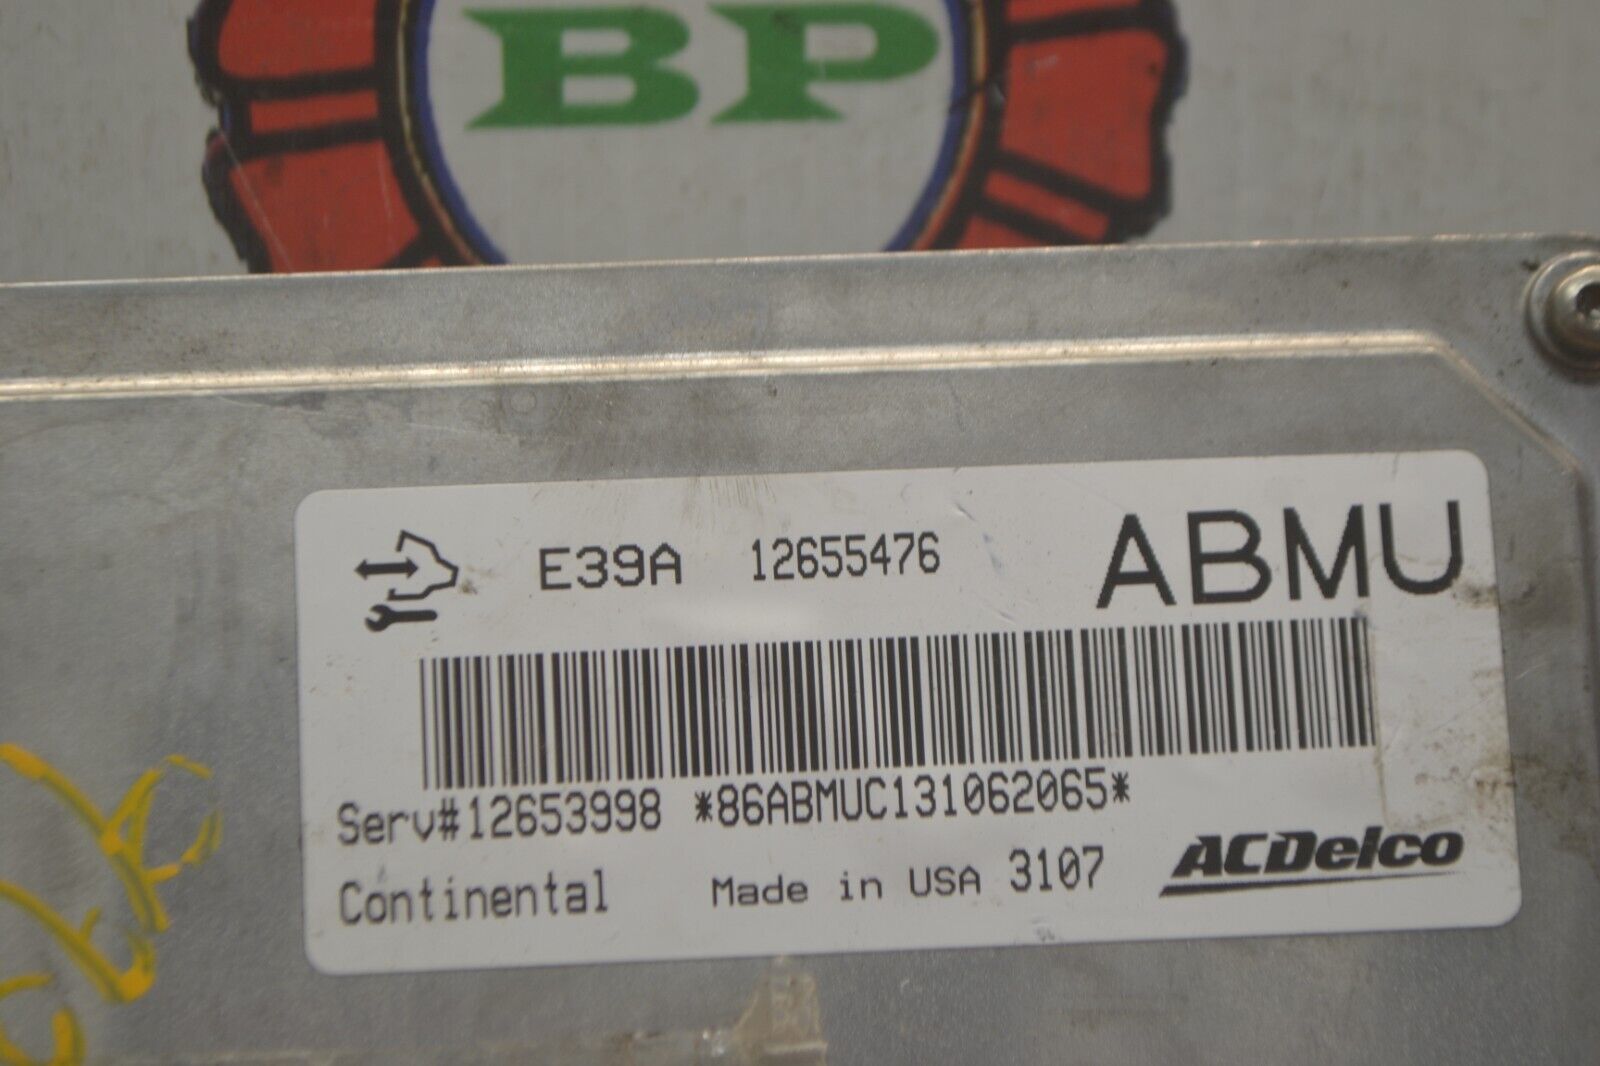 BP
E39A 12655476 ABMU
Serv#12653998 *86ABMUC131062065*
Continental Made in USA 3107 ACDelco